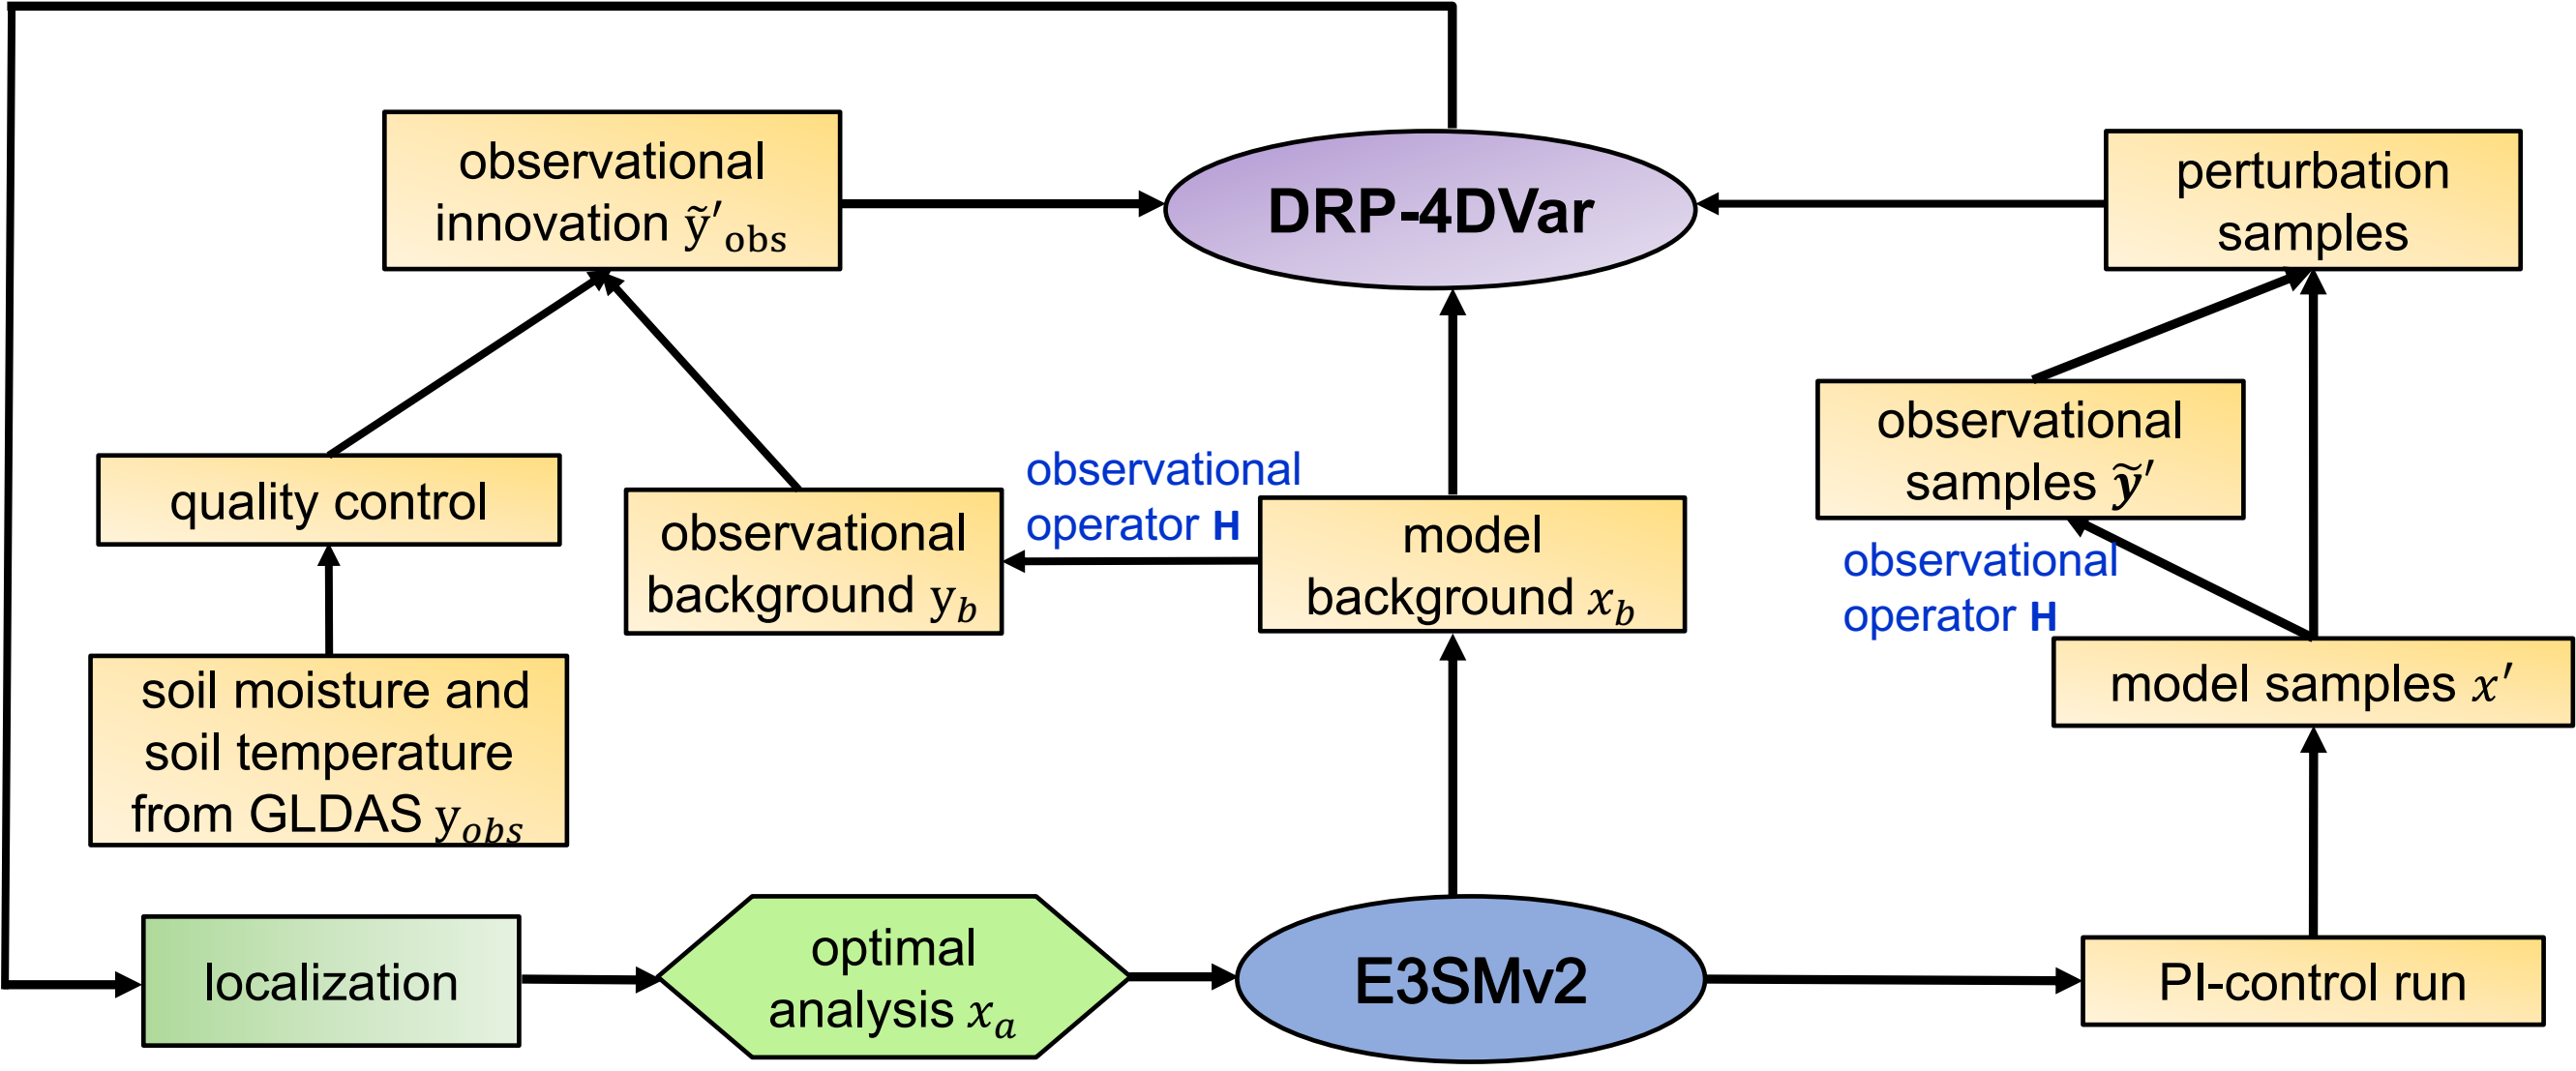 observational
innovation ỹ′obs
DRP-4DVar
perturbation
samples
observational
samples ỹ′
quality control
observational
background yb
observational
operator H
model
background xb
observational
operator H
soil moisture and
soil temperature
from GLDAS yobs
model samples x′
localization
optimal
analysis xa
E3SMv2
PI-control run